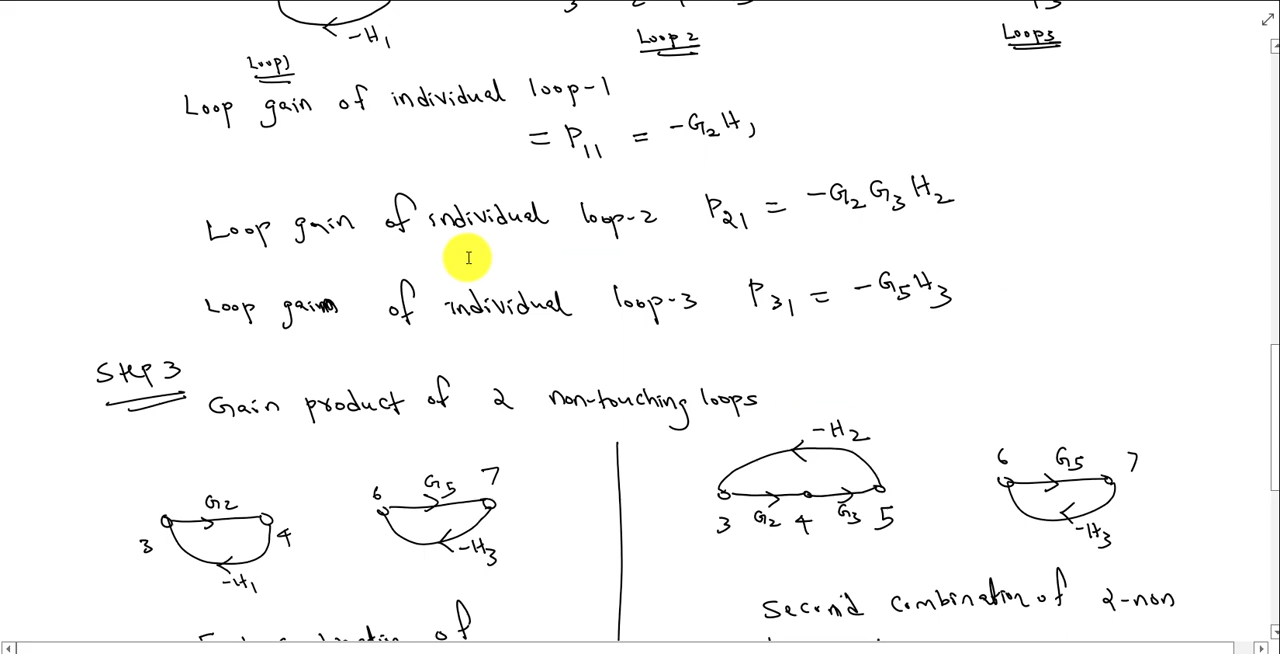 -H1
Loop1
Loop 2
Loop3
Loop gain of individual loop-1
= P11 = -G2H1
Loop gain of individual loop-2 P21 = -G2G3H2
Loop gain of individual loop-3 P31 = -G5H3
Step 3
Gain product of 2 non-touching loops
G2
3 4
-H1
6 G5 7
-H3
-H2
3 G2 4 G3 5
6 G5 7
-H3
Second combination of 2-non